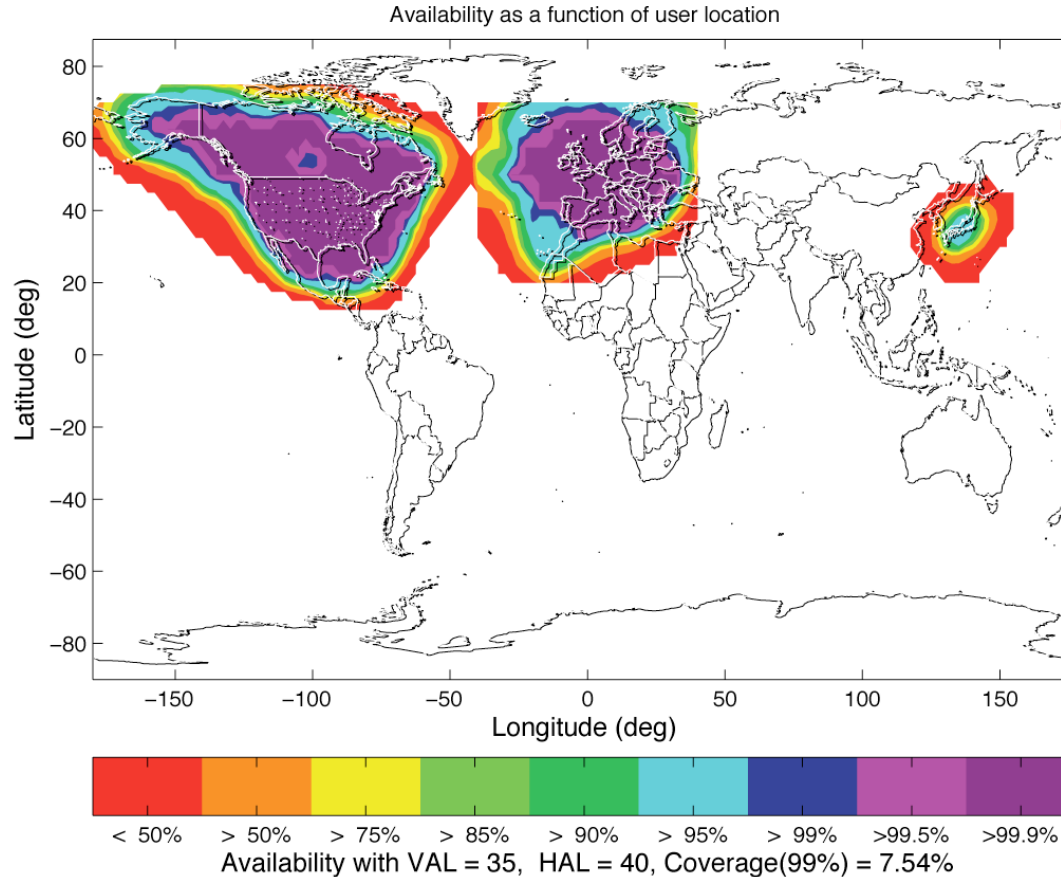 Availability as a function of user location
80
60
40
20
0
−20
−40
−60
−80
Latitude (deg)
−150 −100 −50 0 50 100 150
Longitude (deg)
< 50% > 50% > 75% > 85% > 90% > 95% > 99% >99.5% >99.9%
Availability with VAL = 35, HAL = 40, Coverage(99%) = 7.54%